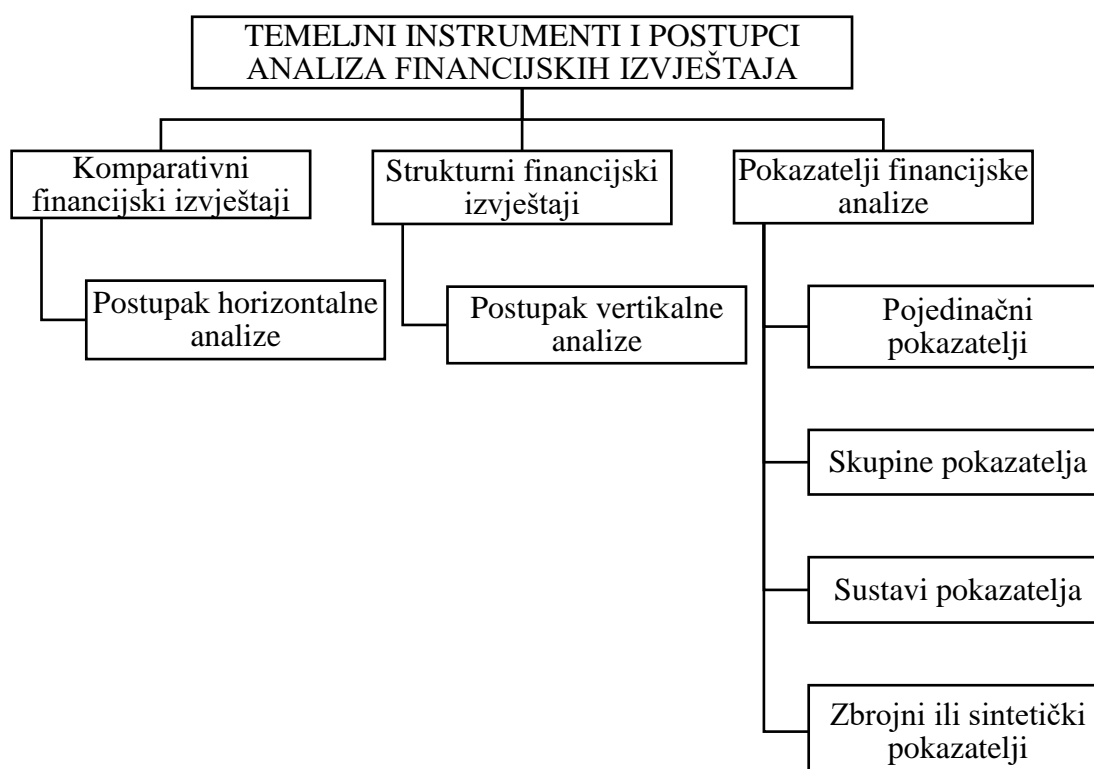 TEMELJNI INSTRUMENTI I POSTUPCI
ANALIZA FINANCIJSKIH IZVJEŠTAJA
Komparativni
financijski izvještaji
Strukturni financijski
izvještaji
Pokazatelji financijske
analize
Postupak horizontalne
analize
Postupak vertikalne
analize
Pojedinačni
pokazatelji
Skupine pokazatelja
Sustavi pokazatelja
Zbrojni ili sintetički
pokazatelji